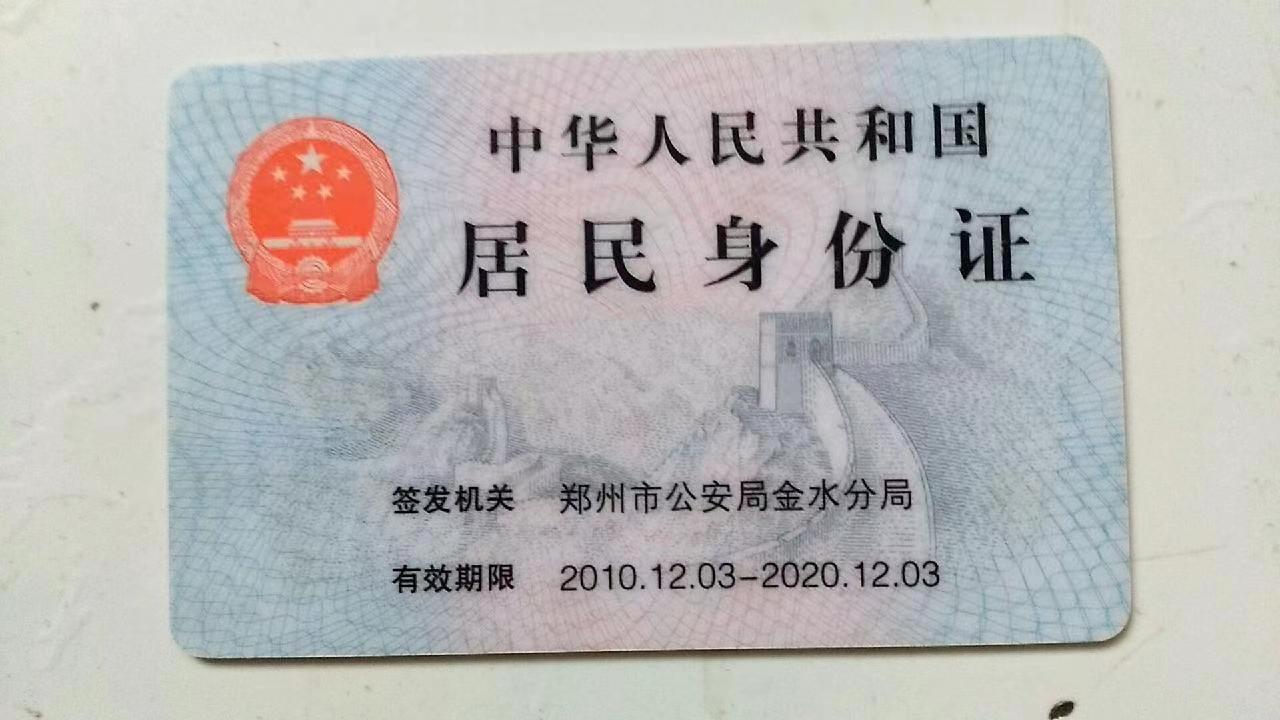 中华人民共和国
居民身份证
签发机关 郑州市公安局金水分局
有效期限 2010.12.03-2020.12.03